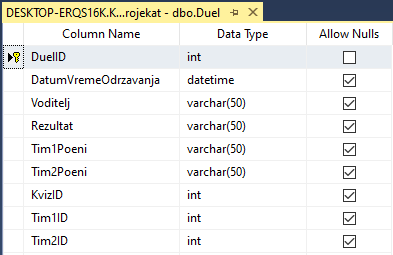 DESKTOP-ERQS16K.K...rojekat - dbo.Duel
Column Name Data Type Allow Nulls
DuelID int
DatumVremeOdrzavanja datetime
Voditelj varchar(50)
Rezultat varchar(50)
Tim1Poeni varchar(50)
Tim2Poeni varchar(50)
KvizID int
Tim1ID int
Tim2ID int